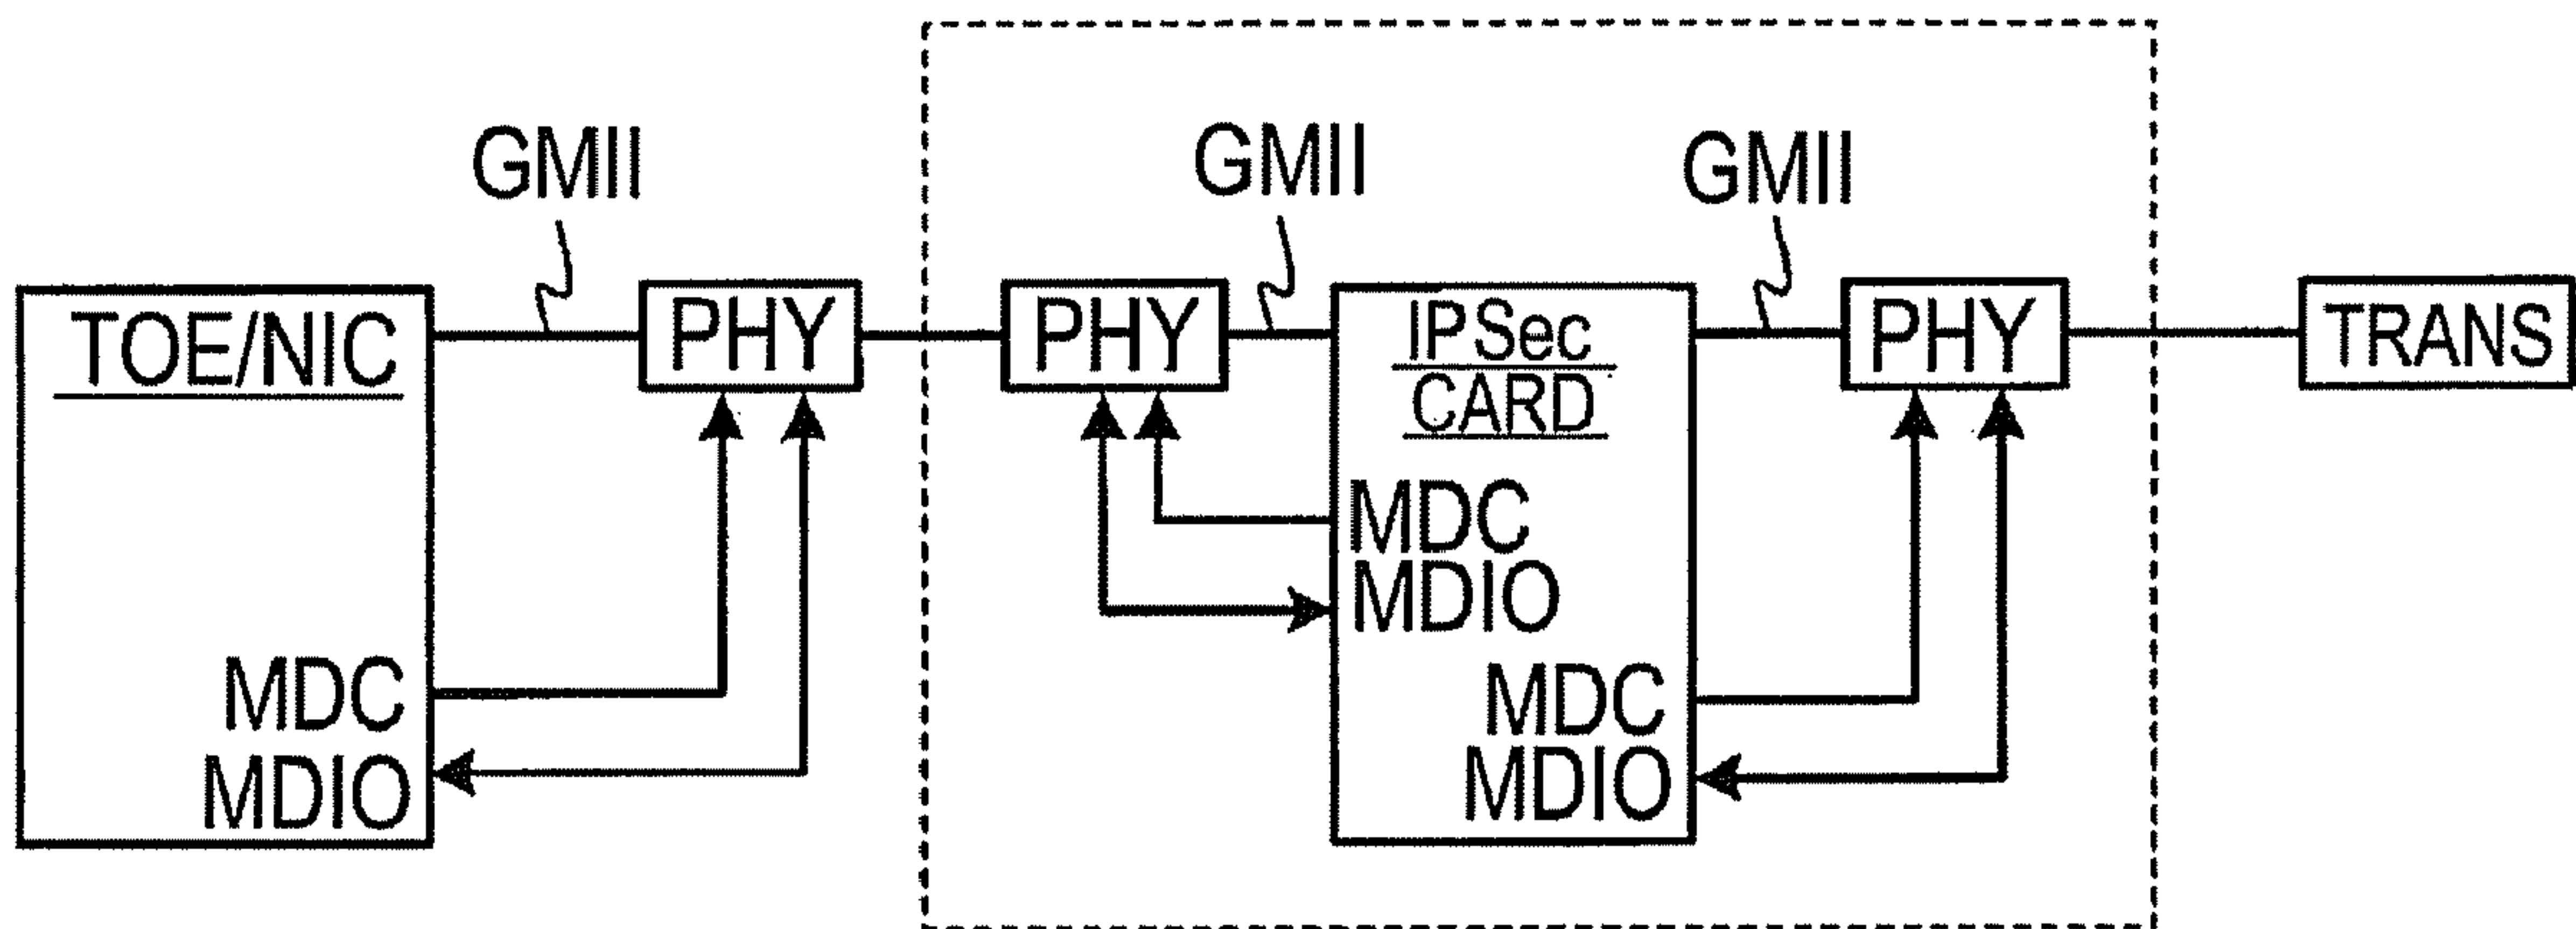 GMII
GMII
GMII
TOE/NIC
PHY
PHY
IPSec
CARD
PHY
TRANS
MDC
MDIO
MDC
MDIO
MDC
MDIO